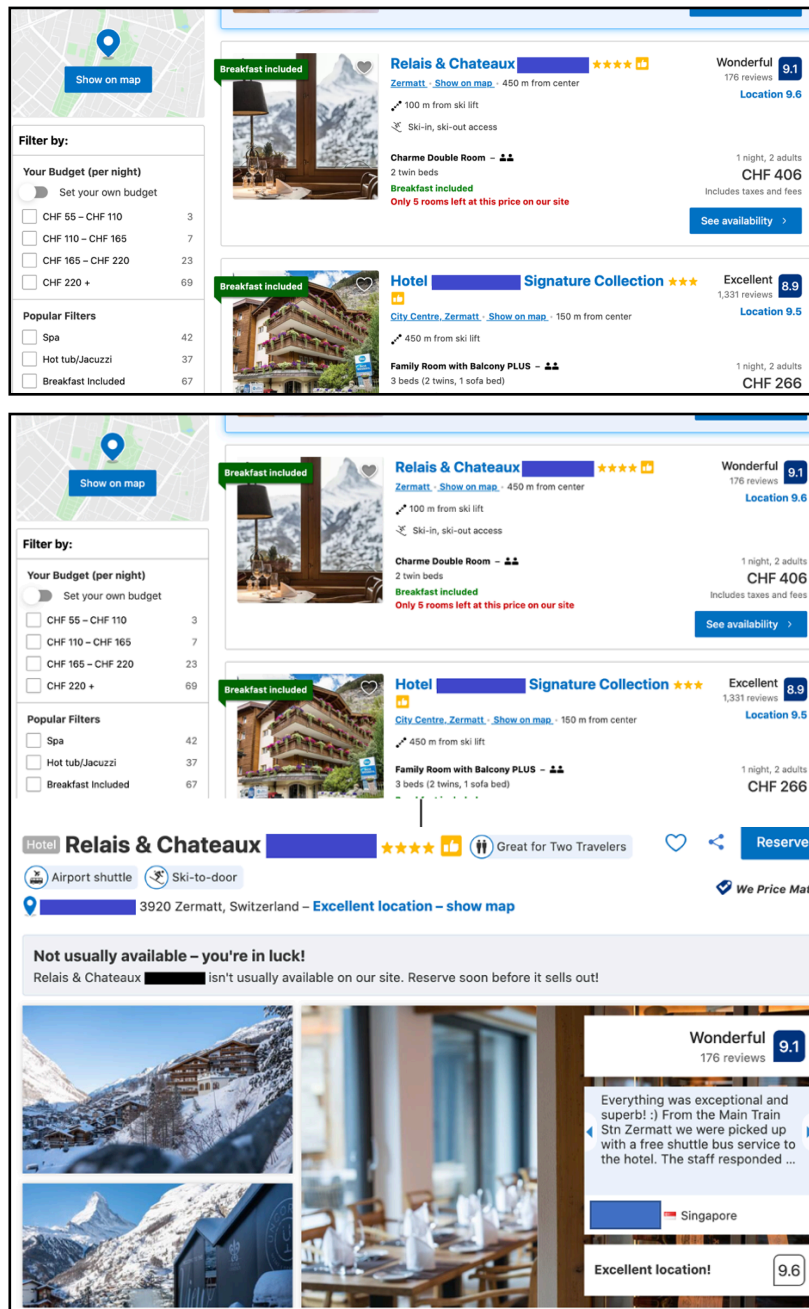 Show on map
Filter by:
Your Budget (per night)
Set your own budget
CHF 55 – CHF 110 3
CHF 110 – CHF 165 7
CHF 165 – CHF 220 23
CHF 220 + 69
Popular Filters
Spa 42
Hot tub/Jacuzzi 37
Breakfast Included 67
Breakfast included
Relais & Chateaux
Zermatt · Show on map · 450 m from center
100 m from ski lift
Ski-in, ski-out access
Charme Double Room –
2 twin beds
Breakfast included
Only 5 rooms left at this price on our site
Wonderful 9.1
176 reviews
Location 9.6
1 night, 2 adults
CHF 406
Includes taxes and fees
See availability
Breakfast included
Hotel Signature Collection
City Centre, Zermatt · Show on map · 150 m from center
450 m from ski lift
Family Room with Balcony PLUS –
3 beds (2 twins, 1 sofa bed)
Excellent 8.9
1,331 reviews
Location 9.5
1 night, 2 adults
CHF 266
Show on map
Filter by:
Your Budget (per night)
Set your own budget
CHF 55 – CHF 110 3
CHF 110 – CHF 165 7
CHF 165 – CHF 220 23
CHF 220 + 69
Popular Filters
Spa 42
Hot tub/Jacuzzi 37
Breakfast Included 67
Breakfast included
Relais & Chateaux
Zermatt · Show on map · 450 m from center
100 m from ski lift
Ski-in, ski-out access
Charme Double Room –
2 twin beds
Breakfast included
Only 5 rooms left at this price on our site
Wonderful 9.1
176 reviews
Location 9.6
1 night, 2 adults
CHF 406
Includes taxes and fees
See availability
Breakfast included
Hotel Signature Collection
City Centre, Zermatt · Show on map · 150 m from center
450 m from ski lift
Family Room with Balcony PLUS –
3 beds (2 twins, 1 sofa bed)
Excellent 8.9
1,331 reviews
Location 9.5
1 night, 2 adults
CHF 266
Hotel Relais & Chateaux
Great for Two Travelers
Reserve
Airport shuttle
Ski-to-door
We Price Mat
3920 Zermatt, Switzerland – Excellent location – show map
Not usually available – you're in luck!
Relais & Chateaux isn't usually available on our site. Reserve soon before it sells out!
Wonderful 9.1
176 reviews
Everything was exceptional and
superb! :) From the Main Train
Stn Zermatt we were picked up
with a free shuttle bus service to
the hotel. The staff responded ...
Singapore
Excellent location! 9.6